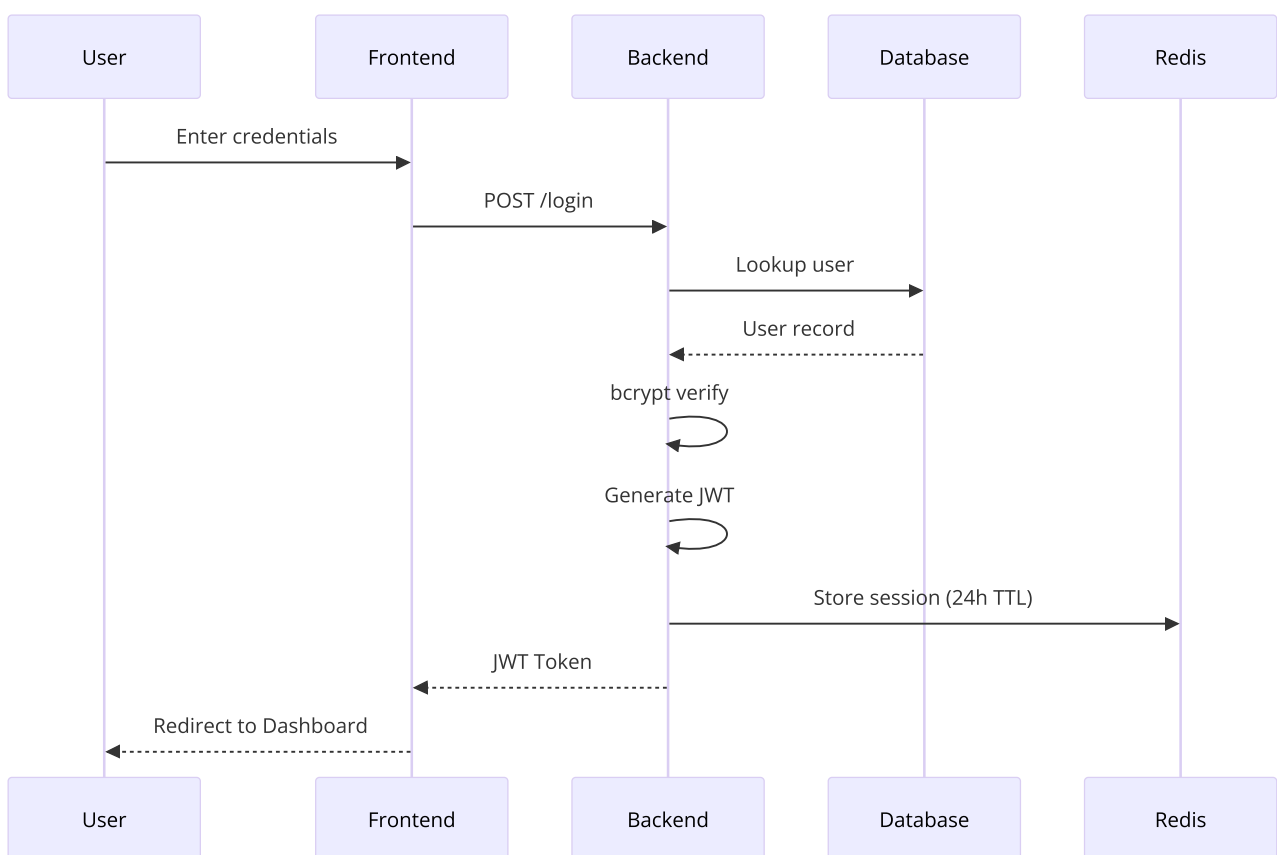 User
Frontend
Backend
Database
Redis
Enter credentials
POST /login
Lookup user
User record
bcrypt verify
Generate JWT
Store session (24h TTL)
JWT Token
Redirect to Dashboard
User
Frontend
Backend
Database
Redis